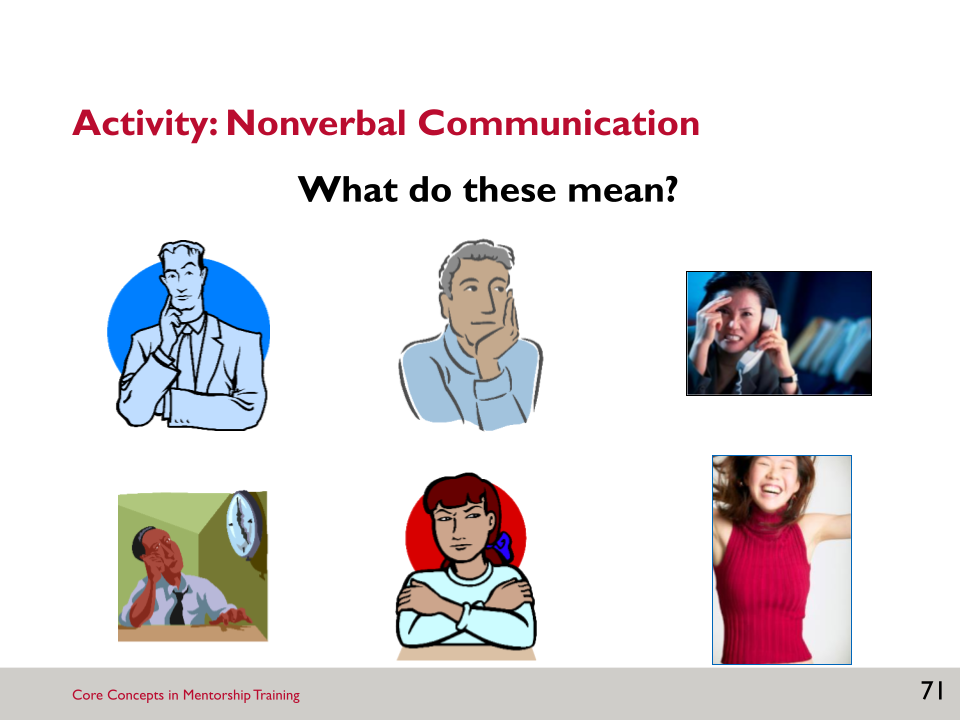 Activity: Nonverbal Communication
What do these mean?
Core Concepts in Mentorship Training
71